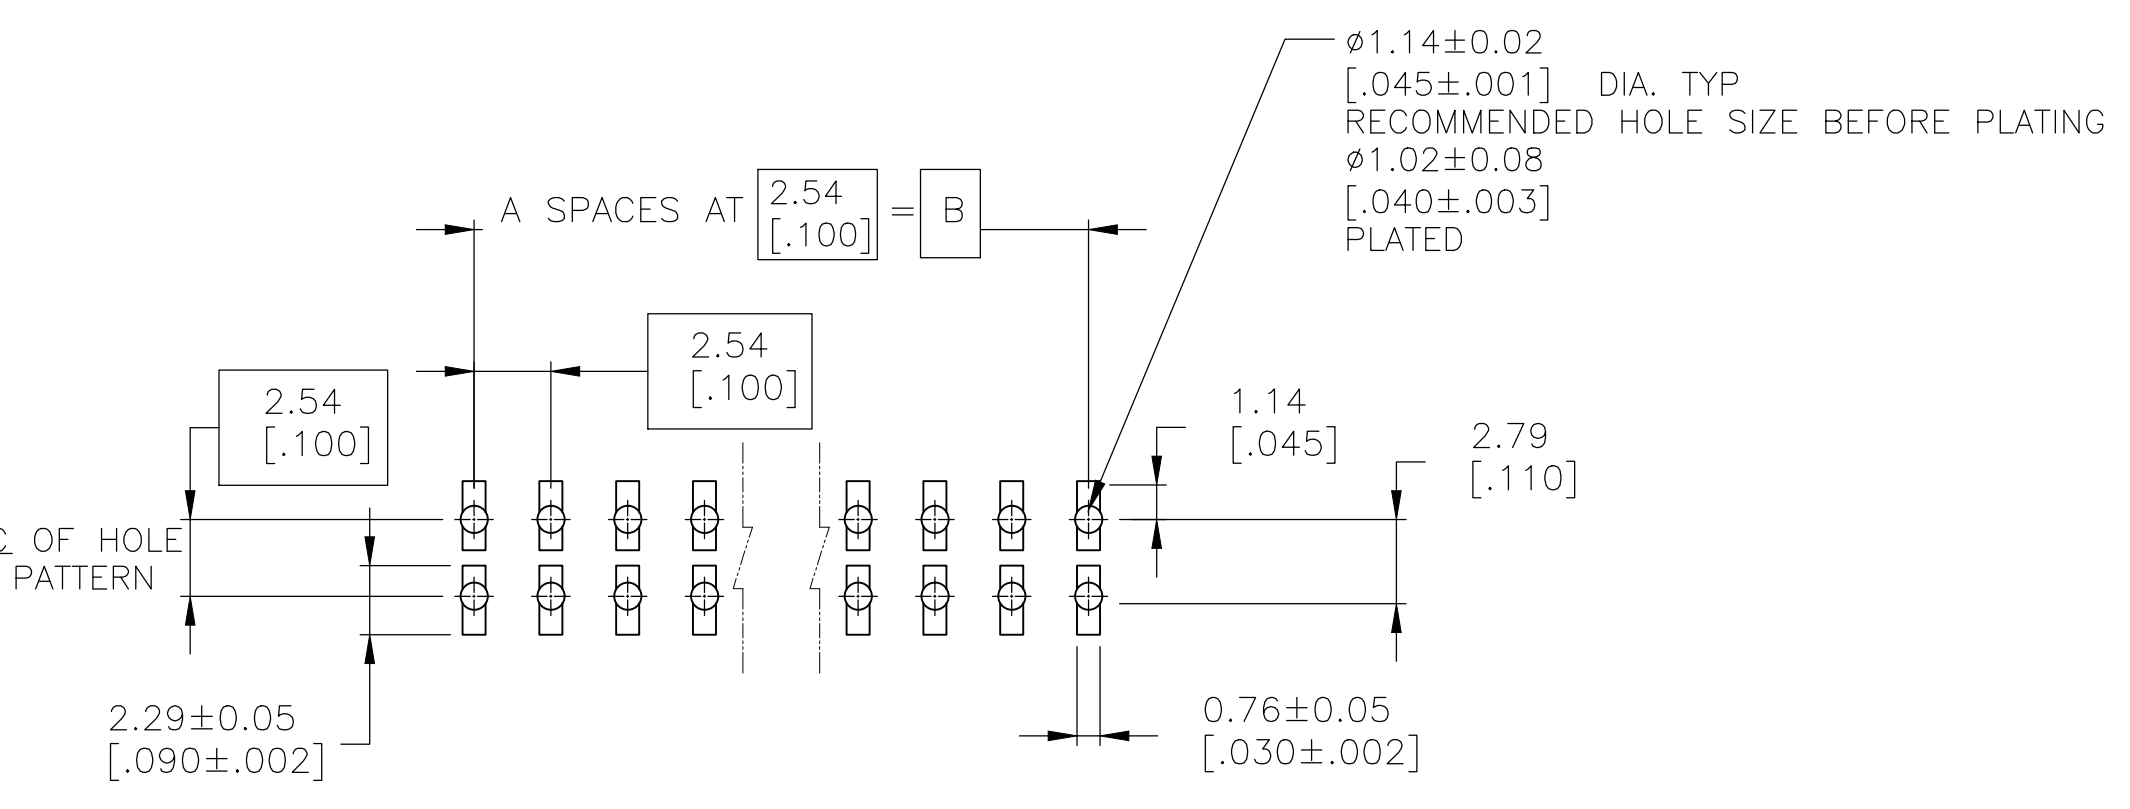 ⌀1.14±0.02
[.045±.001] DIA. TYP
RECOMMENDED HOLE SIZE BEFORE PLATING
⌀1.02±0.08
[.040±.003]
PLATED
A SPACES AT 2.54 [.100] = B
2.54
[.100]
2.54
[.100]
1.14
[.045]
2.79
[.110]
OF HOLE
PATTERN
2.29±0.05
[.090±.002]
0.76±0.05
[.030±.002]